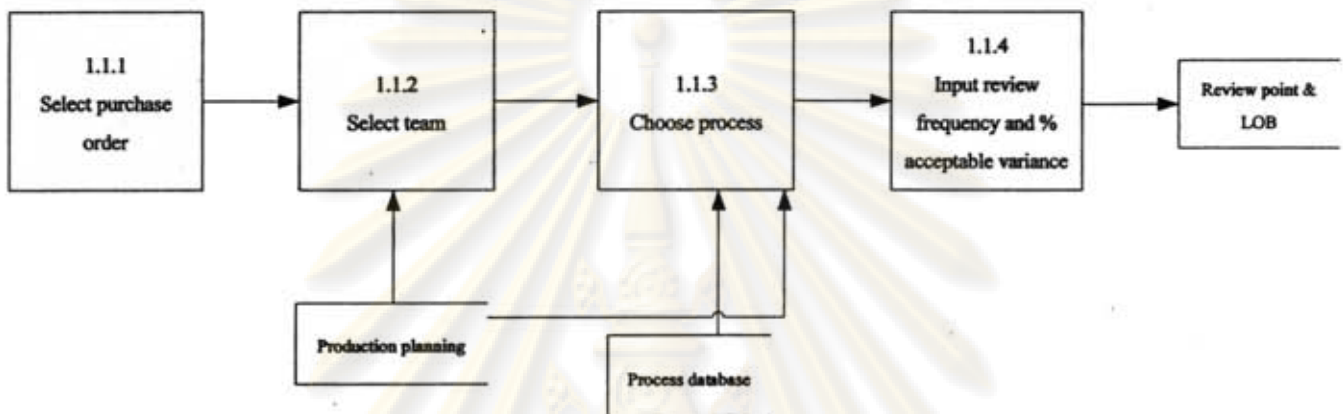 1.1.1
Select purchase
order
1.1.2
Select team
1.1.3
Choose process
1.1.4
Input review
frequency and %
acceptable variance
Review point &
LOB
Production planning
Process database